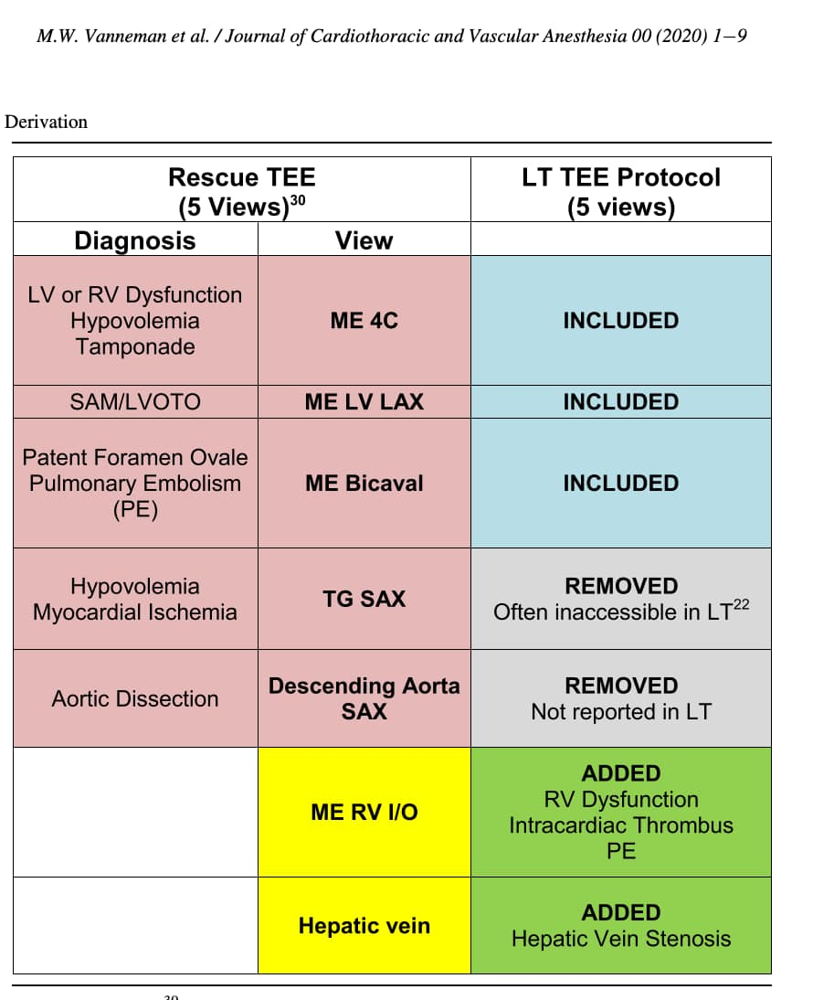 M.W. Vanneman et al. / Journal of Cardiothoracic and Vascular Anesthesia 00 (2020) 1–9
Derivation
Rescue TEE
(5 Views)30
LT TEE Protocol
(5 views)
Diagnosis
View
LV or RV Dysfunction
Hypovolemia
Tamponade
ME 4C
INCLUDED
SAM/LVOTO
ME LV LAX
INCLUDED
Patent Foramen Ovale
Pulmonary Embolism
(PE)
ME Bicaval
INCLUDED
Hypovolemia
Myocardial Ischemia
TG SAX
REMOVED
Often inaccessible in LT22
Aortic Dissection
Descending Aorta
SAX
REMOVED
Not reported in LT
ME RV I/O
ADDED
RV Dysfunction
Intracardiac Thrombus
PE
Hepatic vein
ADDED
Hepatic Vein Stenosis